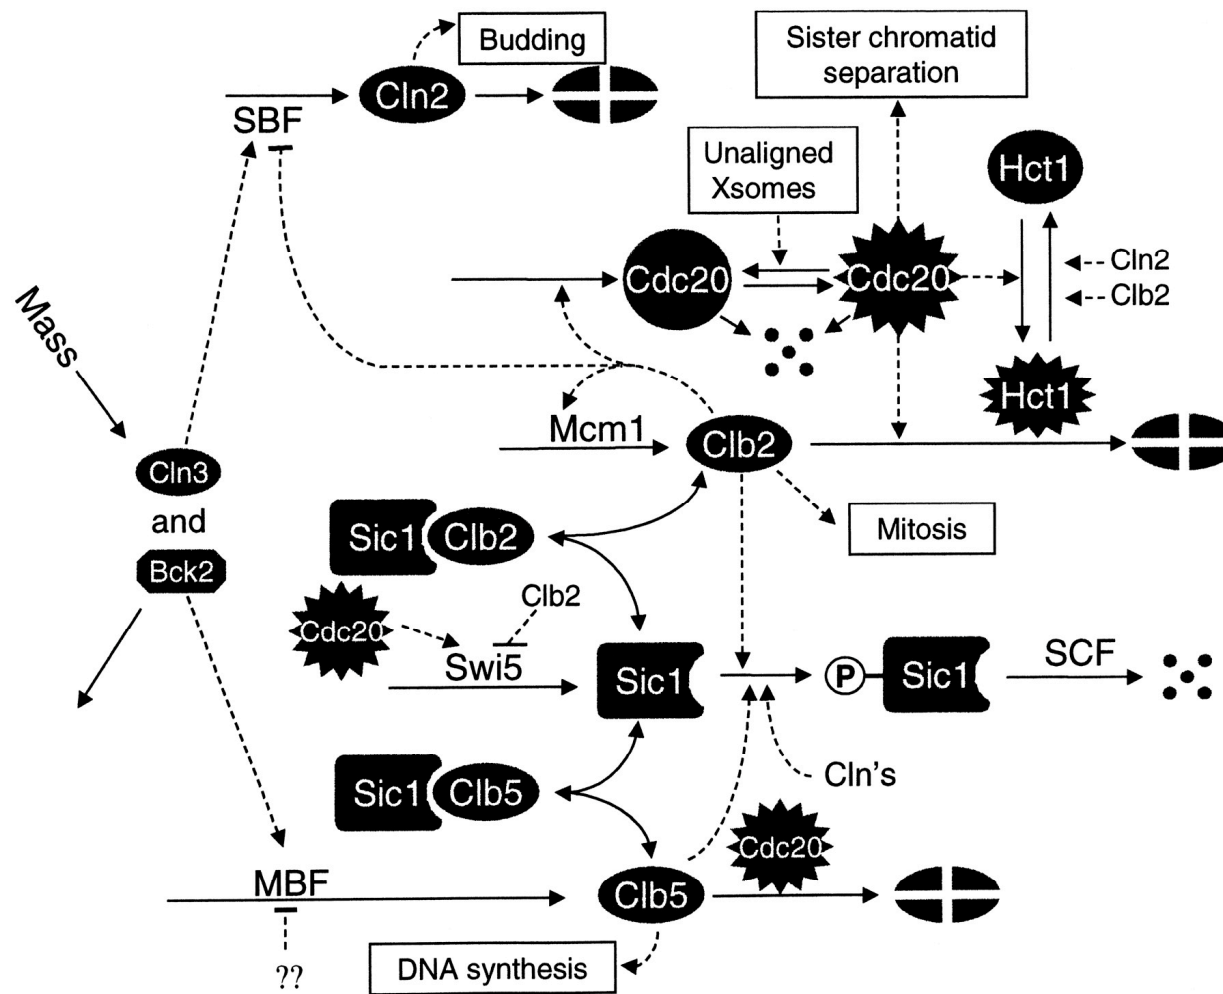 Budding
Sister chromatid
separation
Cln2
SBF
Unaligned
Xsomes
Hct1
Cdc20
Cdc20
Cln2
Clb2
Mass
Hct1
Mcm1
Clb2
Cln3
and
Bck2
Sic1
Clb2
Mitosis
Clb2
Cdc20
Swi5
Sic1
P
Sic1
SCF
Sic1
Clb5
Cln's
Cdc20
MBF
Clb5
??
DNA synthesis